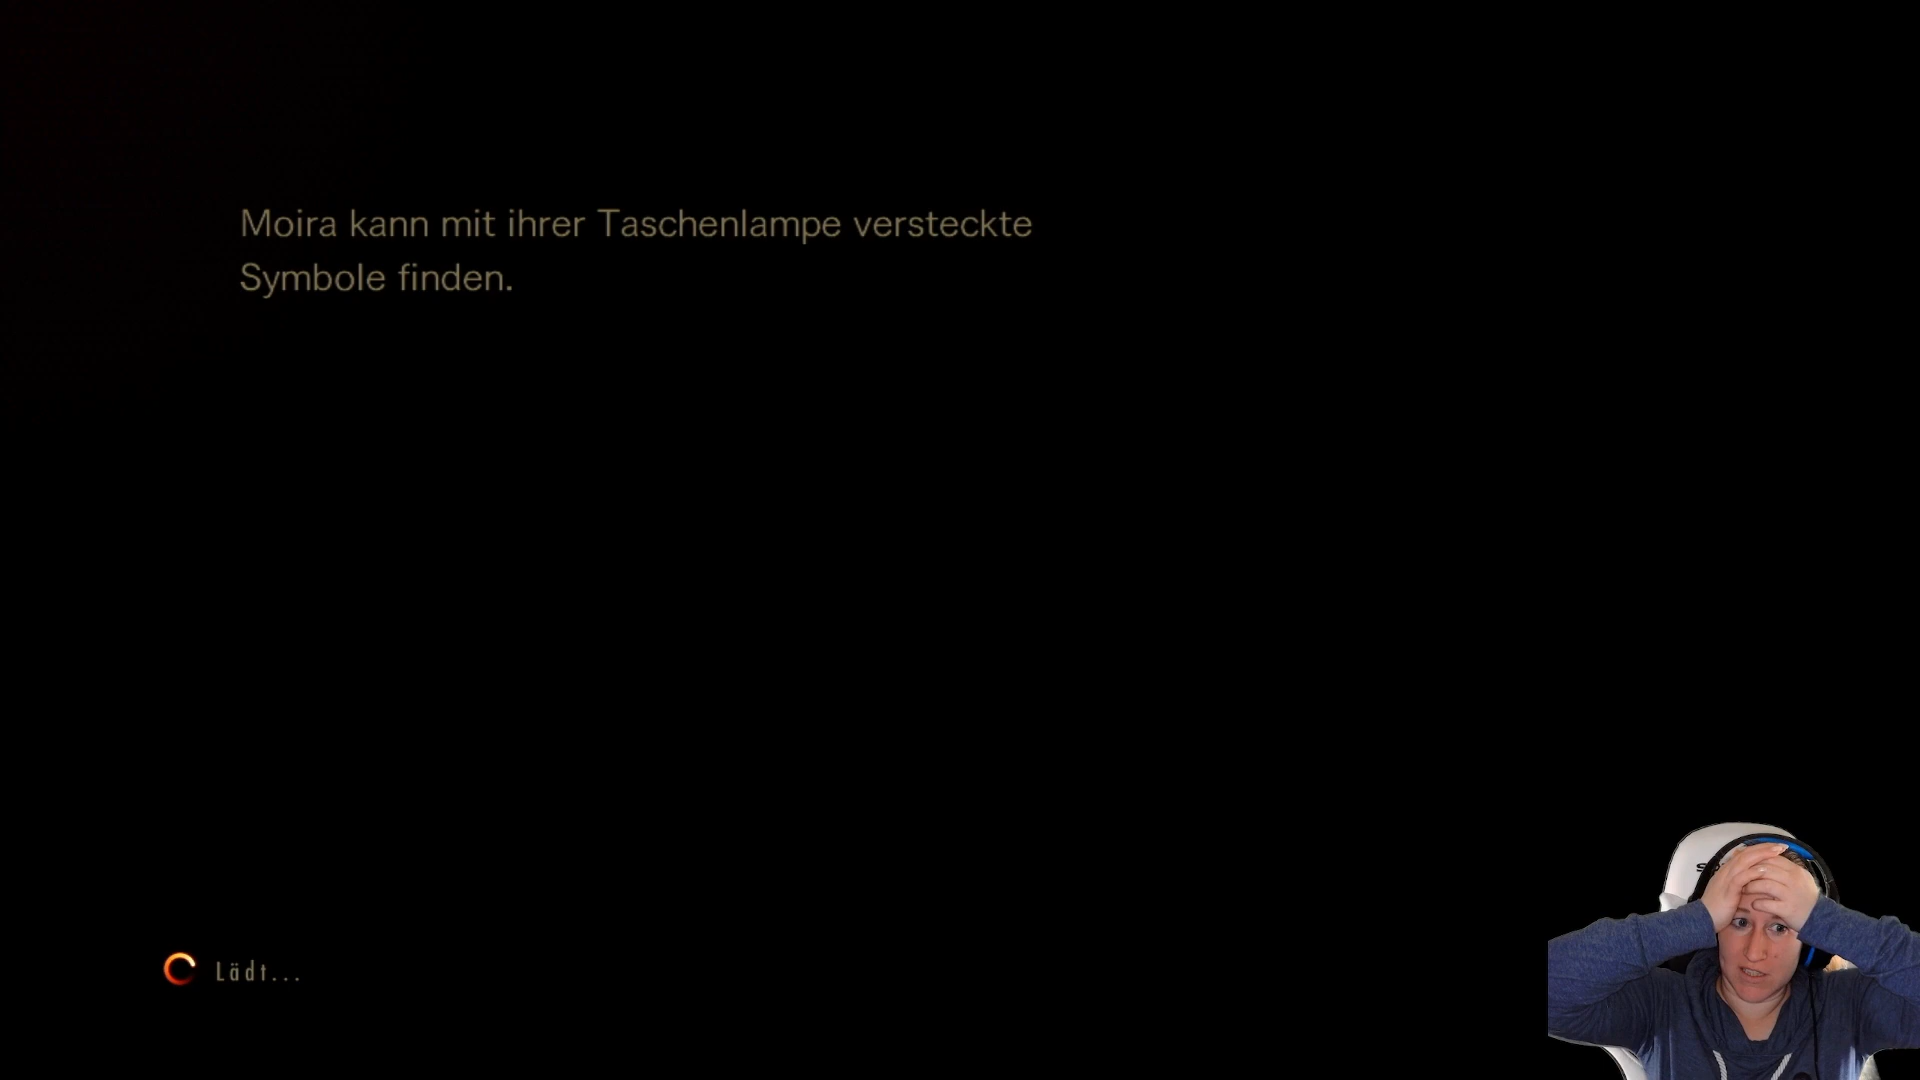 Moira kann mit ihrer Taschenlampe versteckte
Symbole finden.
Lädt...